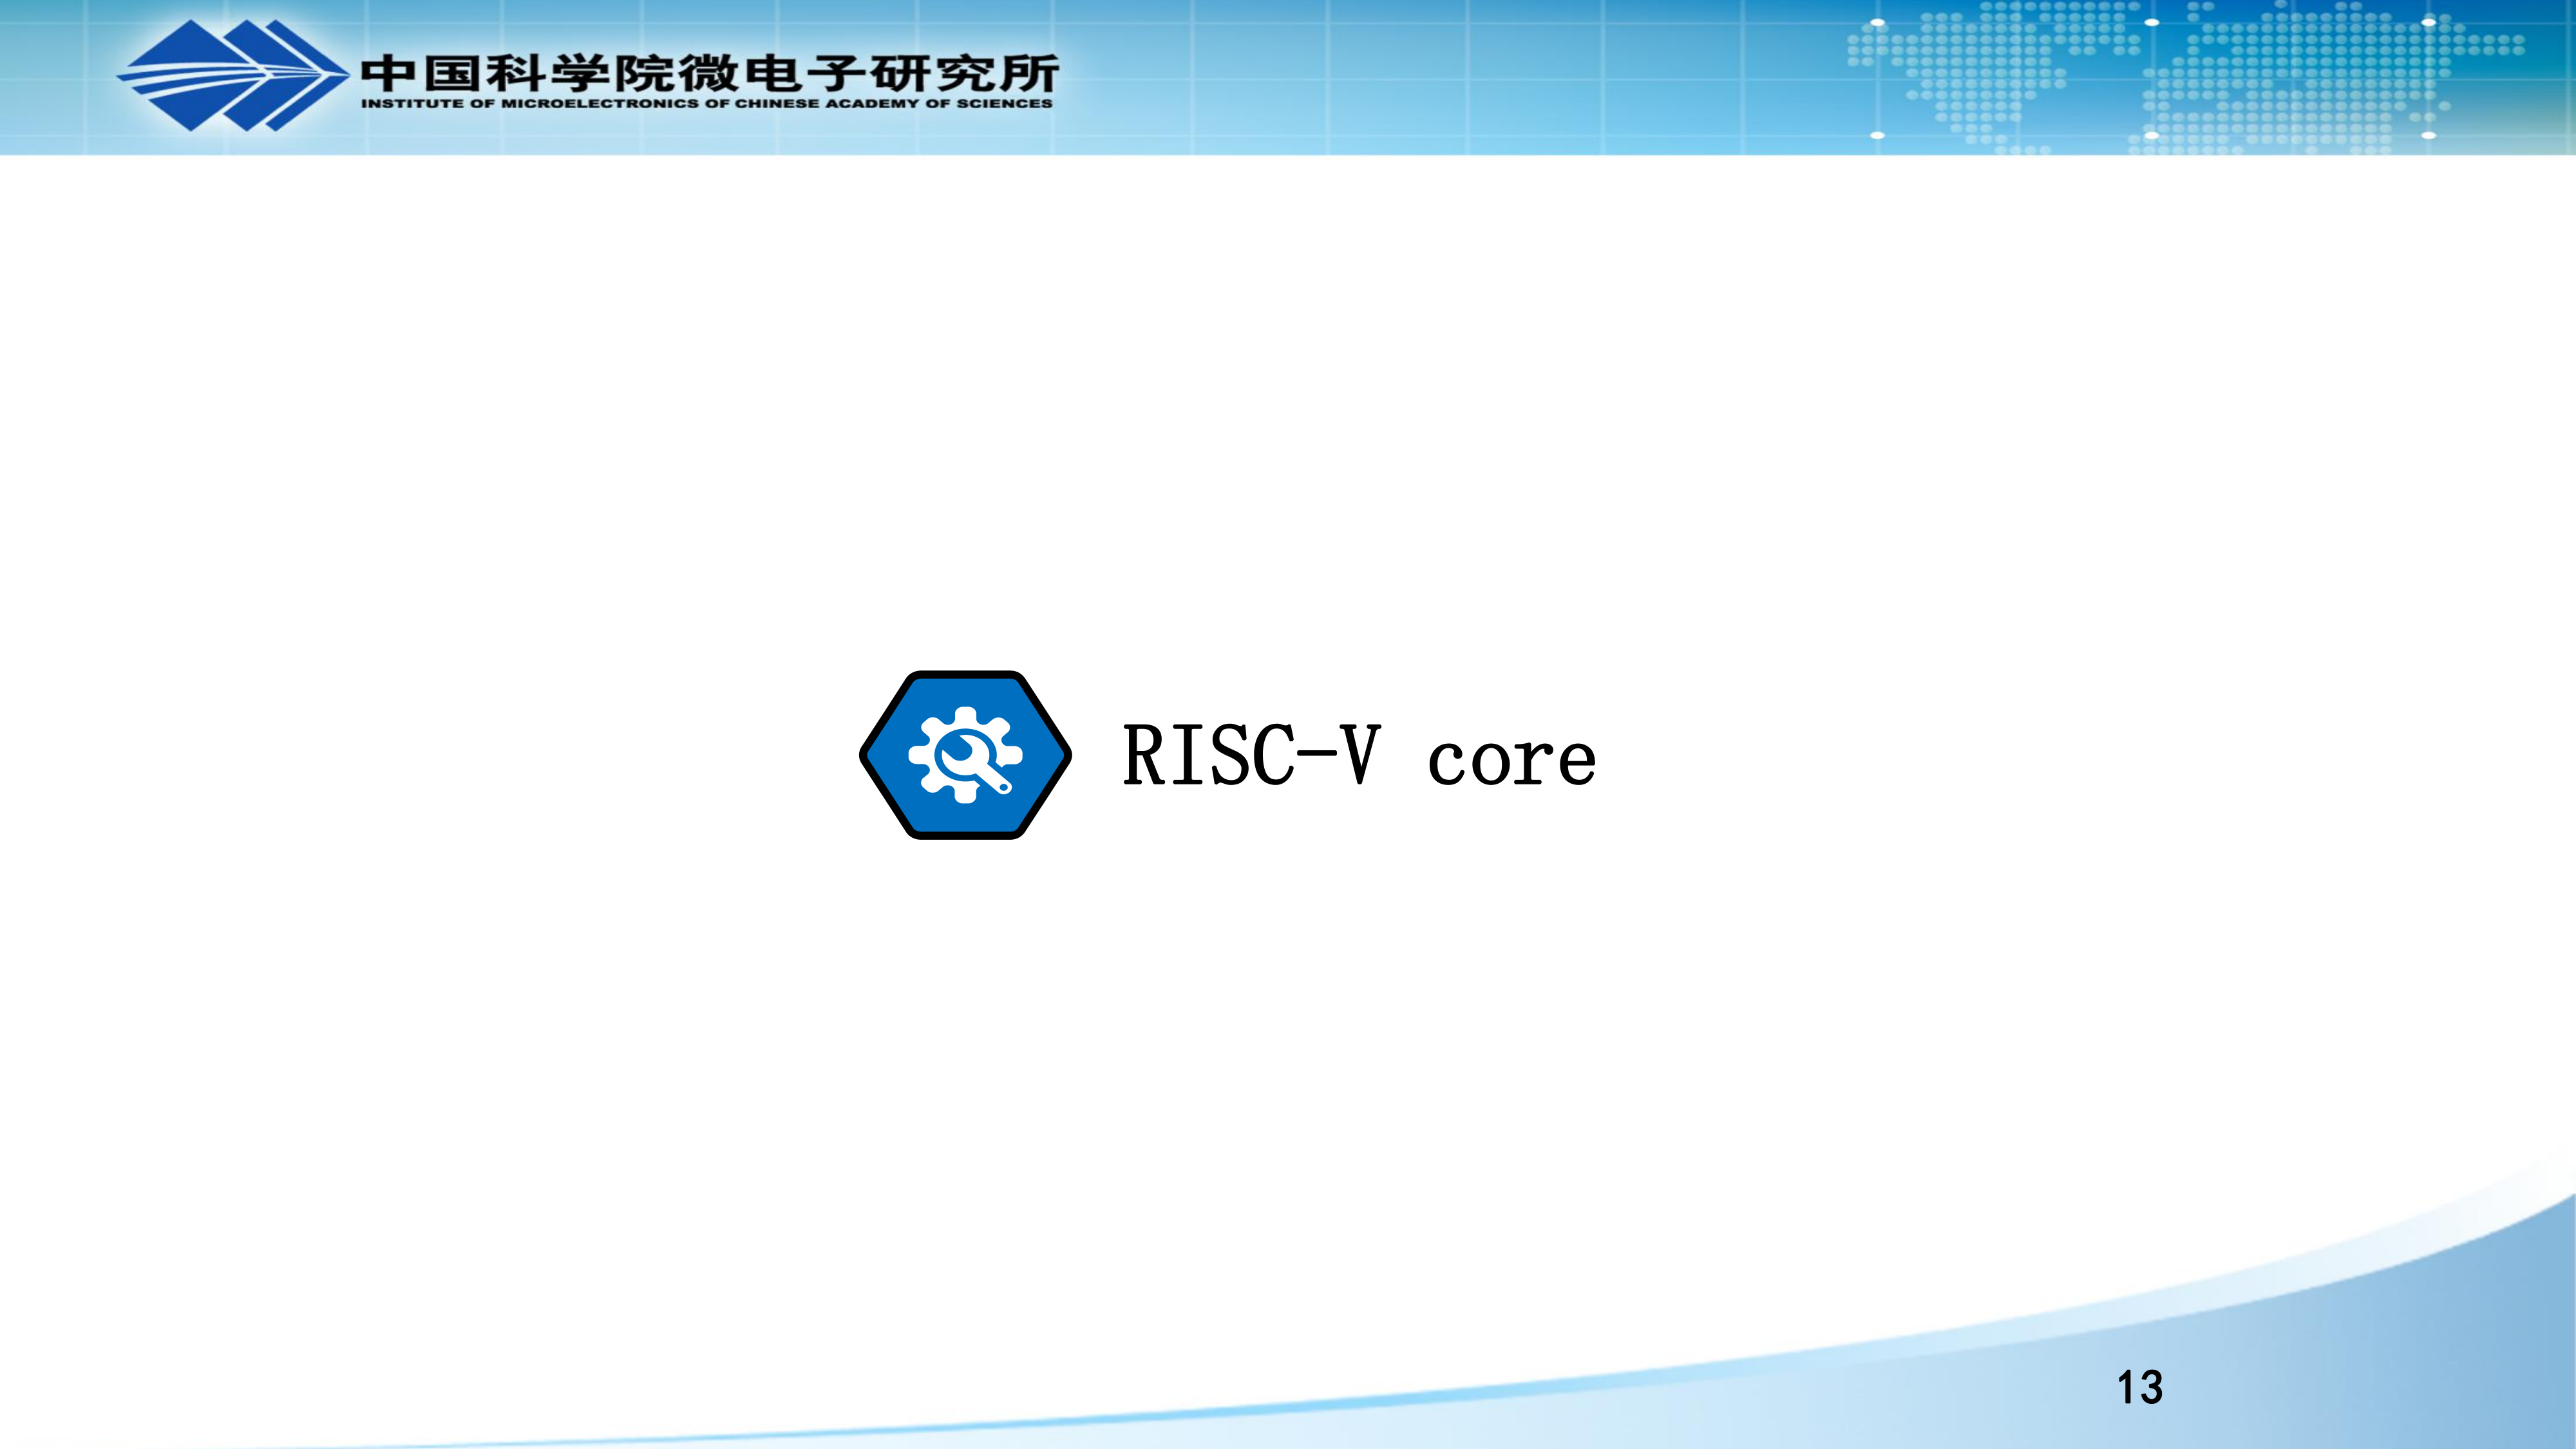 中国科学院微电子研究所
INSTITUTE OF MICROELECTRONICS OF CHINESE ACADEMY OF SCIENCES
RISC-V core
13